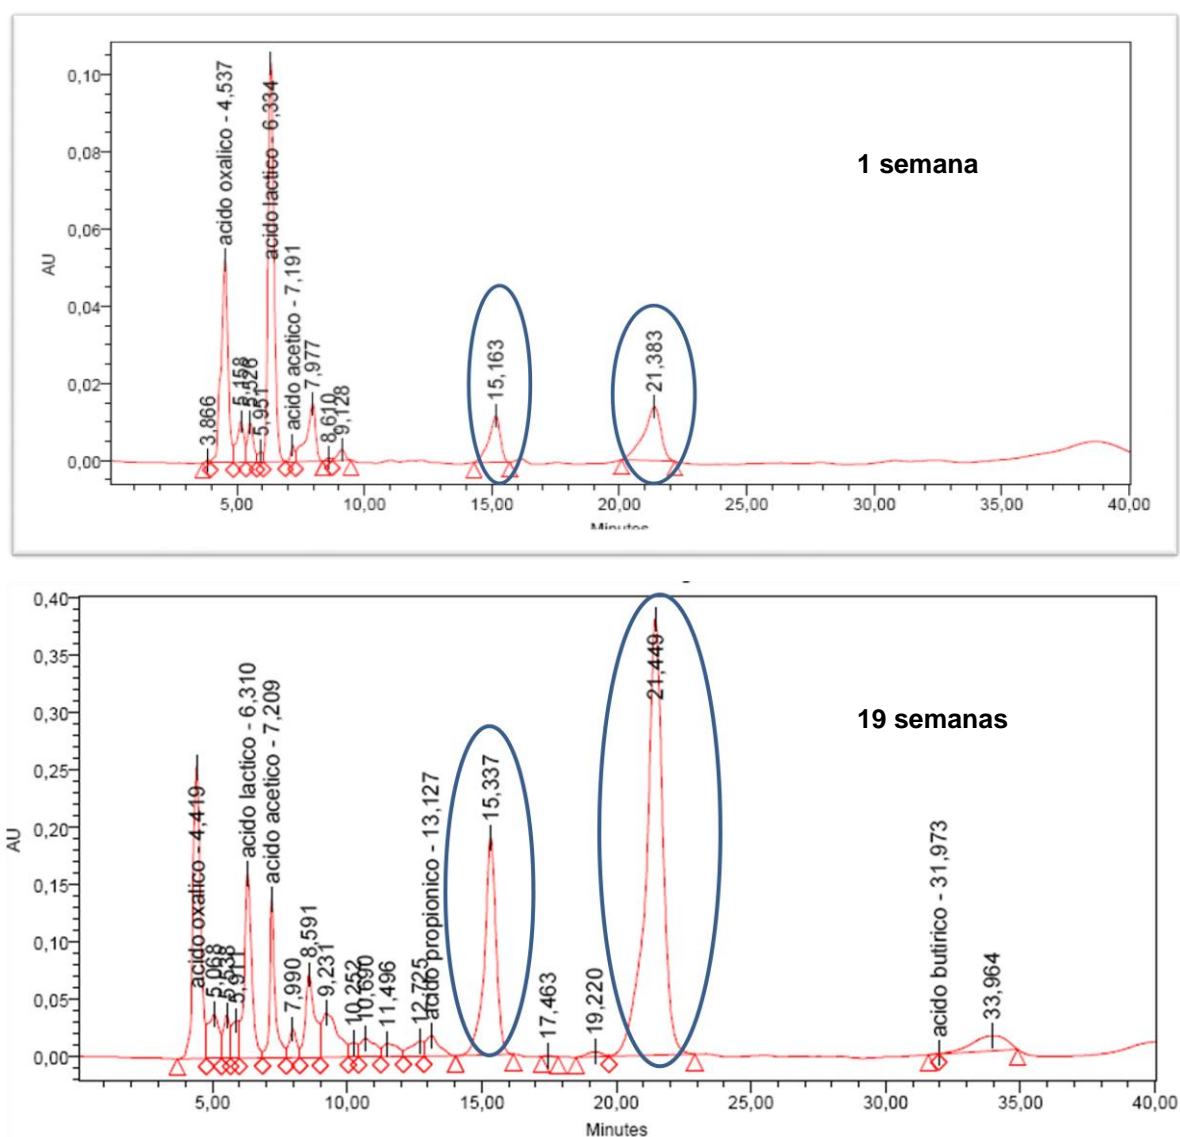 1 semana
AU
0,10
0,08
0,06
0,04
0,02
0,00
3,866
acido oxalico - 4,537
5,158
5,526
5,951
acido lactico - 6,334
acido acetico - 7,191
7,977
8,610
9,128
15,163
21,383
5,00 10,00 15,00 20,00 25,00 30,00 35,00 40,00
Minutes
19 semanas
AU
0,40
0,35
0,30
0,25
0,20
0,15
0,10
0,05
0,00
acido oxalico - 4,419
5,068
5,538
5,911
acido lactico - 6,310
acido acetico - 7,209
7,990
8,591
9,231
10,252
10,690
11,496
12,725
acido propionico - 13,127
15,337
17,463
19,220
21,449
acido butirico - 31,973
33,964
5,00 10,00 15,00 20,00 25,00 30,00 35,00 40,00
Minutes